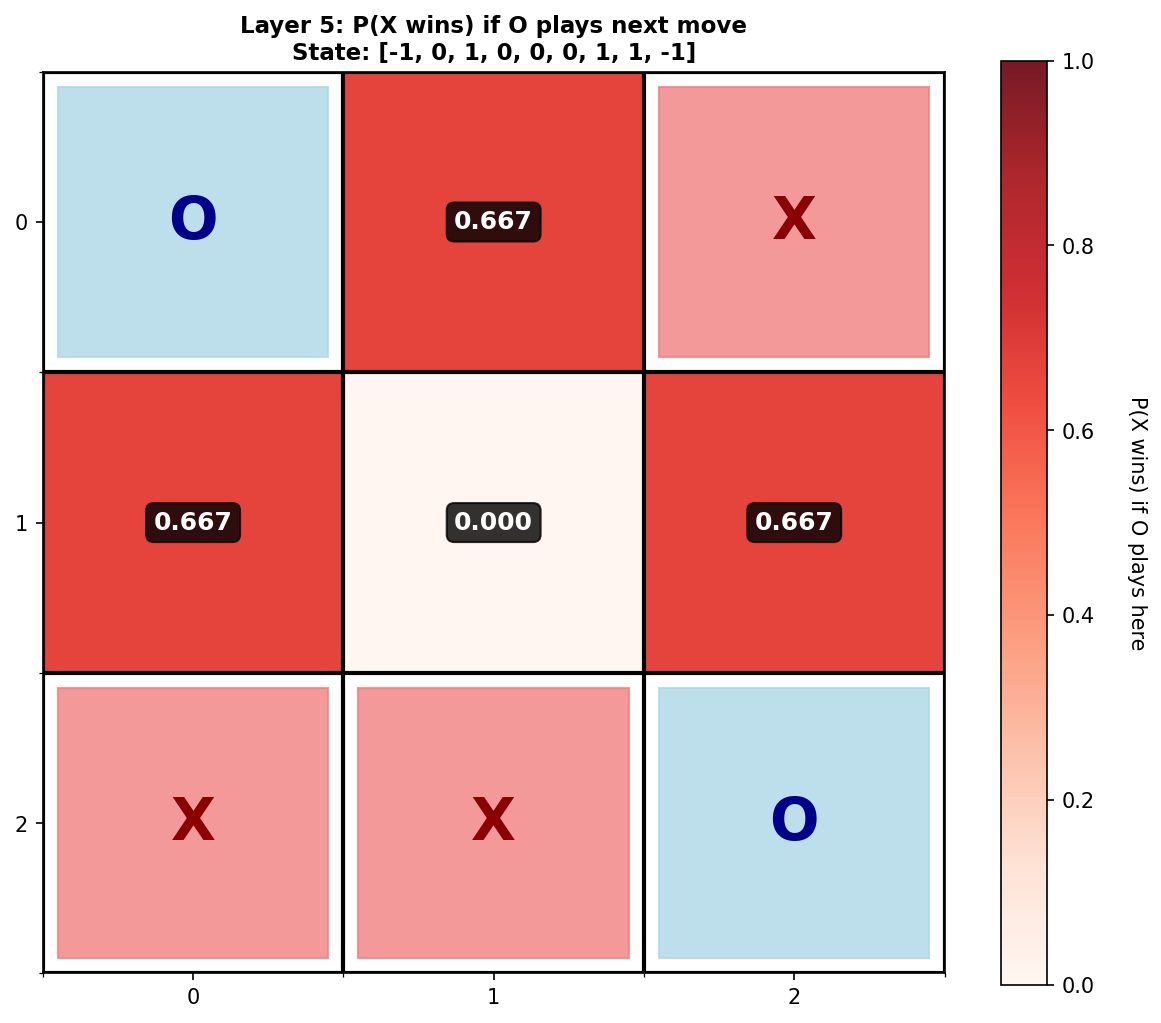 Layer 5: P(X wins) if O plays next move
State: [-1, 0, 1, 0, 0, 0, 1, 1, -1]
0
O
0.667
X
1
0.667
0.000
0.667
2
X
X
O
0
1
2
1.0
0.8
0.6
0.4
0.2
0.0
P(X wins) if O plays here